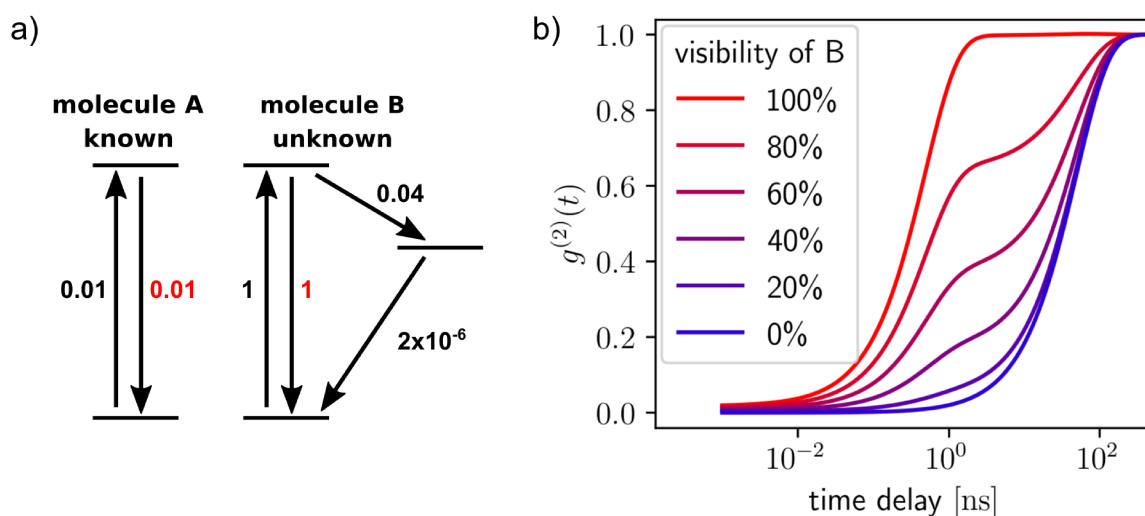 a)
molecule A
known
molecule B
unknown
0.04
0.01
0.01
1
1
2x10⁻⁶
b)
visibility of B
100%
80%
60%
40%
20%
0%
g⁽²⁾(t)
1.0
0.8
0.6
0.4
0.2
0.0
10⁻²
10⁰
10²
time delay [ns]